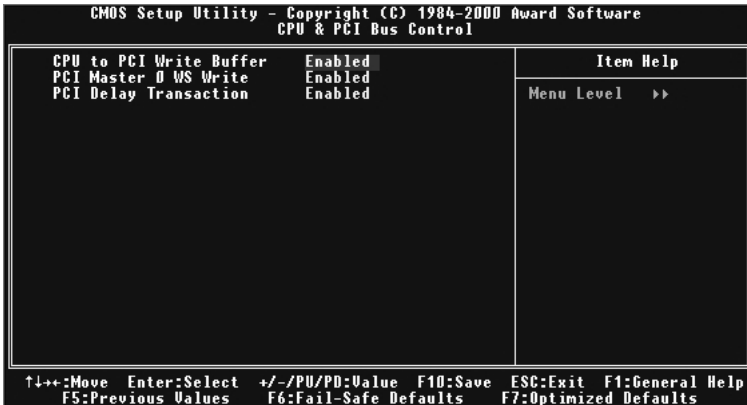 CMOS Setup Utility - Copyright (C) 1984-2000 Award Software
CPU & PCI Bus Control
CPU to PCI Write Buffer Enabled
PCI Master 0 WS Write Enabled
PCI Delay Transaction Enabled
Item Help
Menu Level ▸▸
↑↓→←:Move Enter:Select +/-/PU/PD:Value F10:Save ESC:Exit F1:General Help
F5:Previous Values F6:Fail-Safe Defaults F7:Optimized Defaults